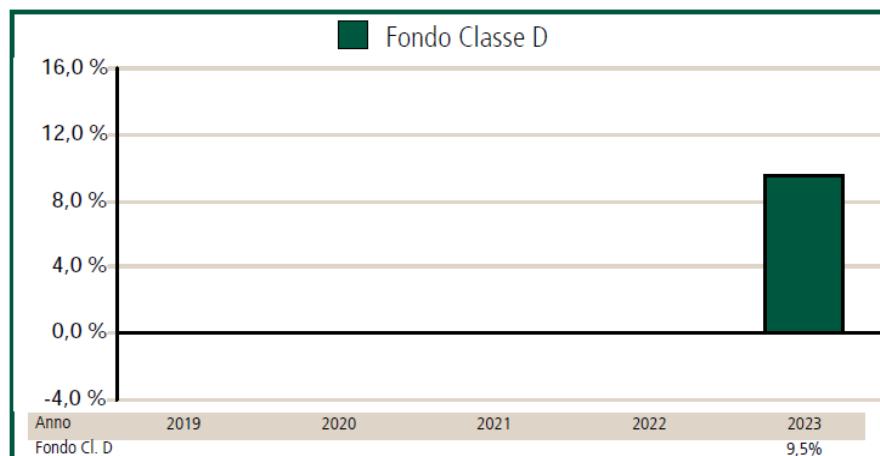 Fondo Classe D
16,0 %
12,0 %
8,0 %
4,0 %
0,0 %
-4,0 %
Anno 2019 2020 2021 2022 2023
Fondo Cl. D 9,5%